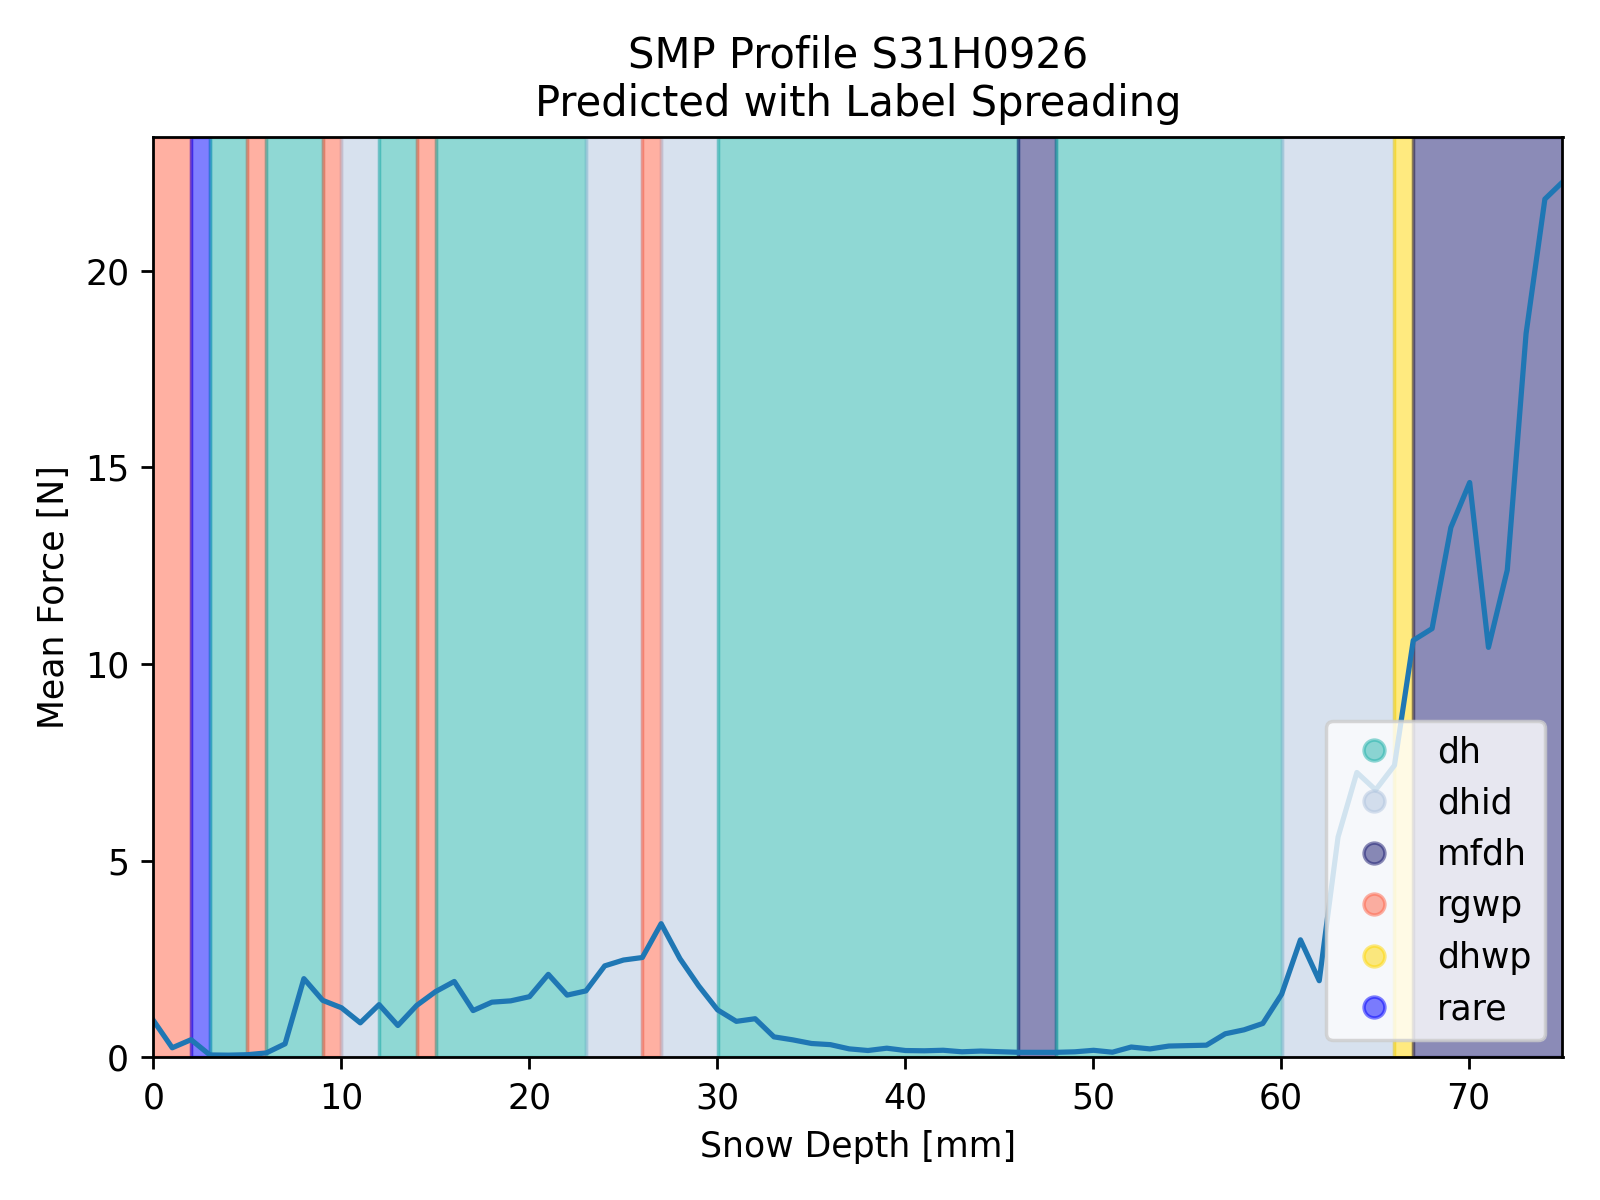 SMP Profile S31H0926
Predicted with Label Spreading
Mean Force [N]
20
15
10
5
0
dh
dhid
mfdh
rgwp
dhwp
rare
0 10 20 30 40 50 60 70
Snow Depth [mm]